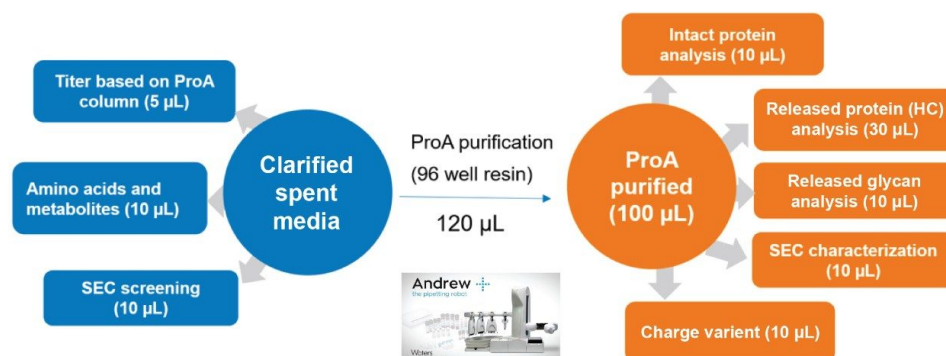 Titer based on ProA
column (5 µL)
Amino acids and
metabolites (10 µL)
SEC screening
(10 µL)
Clarified
spent
media
ProA purification
(96 well resin)
120 µL
Andrew
the pipetting robot
Waters
ProA
purified
(100 µL)
Intact protein
analysis (10 µL)
Released protein (HC)
analysis (30 µL)
Released glycan
analysis (10 µL)
SEC characterization
(10 µL)
Charge varient (10 µL)